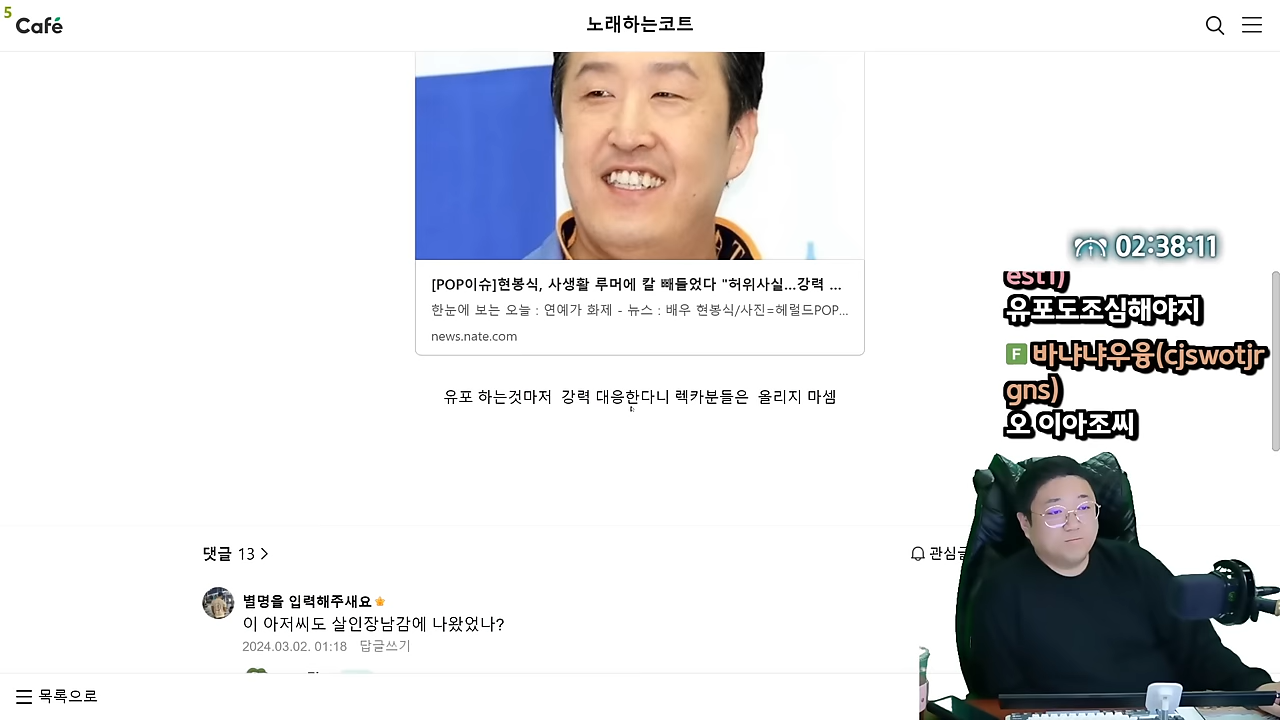 5
Café
노래하는코트
02:38:11
est1)
유포도조심해야지
F 바냐냐우융(cjswotjr
gns)
오 이아조씨
[POP이슈]현봉식, 사생활 루머에 칼 빼들었다 "허위사실...강력 ...
한눈에 보는 오늘 : 연예가 화제 - 뉴스 : 배우 현봉식/사진=헤럴드POP...
news.nate.com
유포 하는것마저 강력 대응한다니 렉카분들은 올리지 마셈
댓글 13
관심글
별명을 입력해주새요
이 아저씨도 살인장남감에 나왔었나?
2024.03.02. 01:18 답글쓰기
목록으로